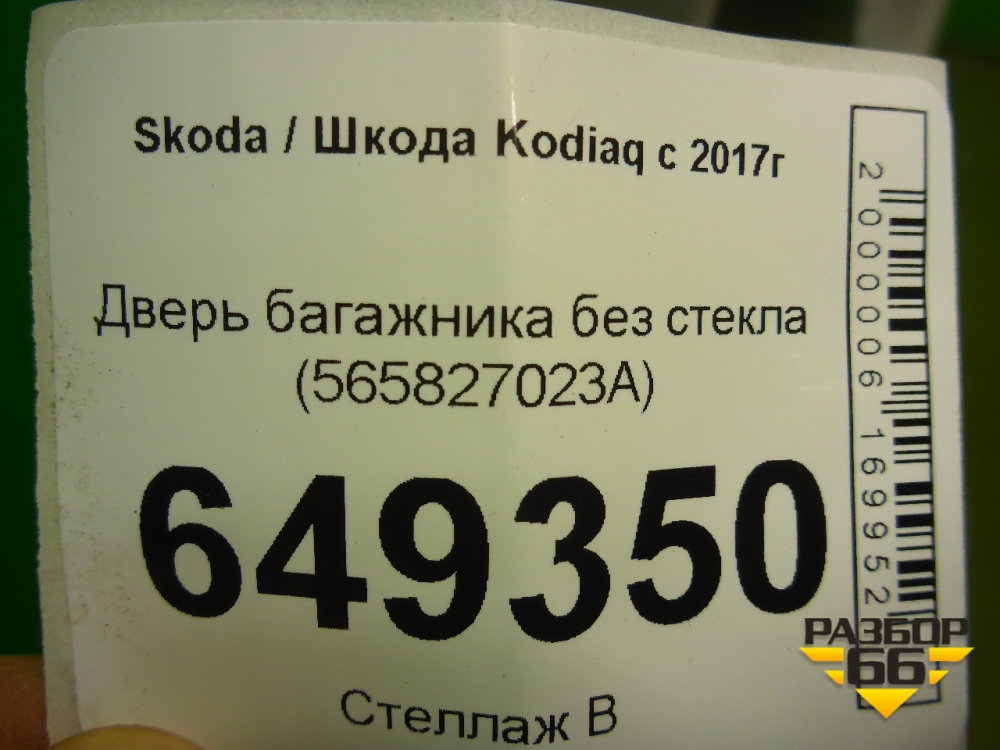 Skoda / Шкода Kodiaq с 2017г
Дверь багажника без стекла
(565827023A)
649350
Стеллаж В
2000006169952
РАЗБОР
66